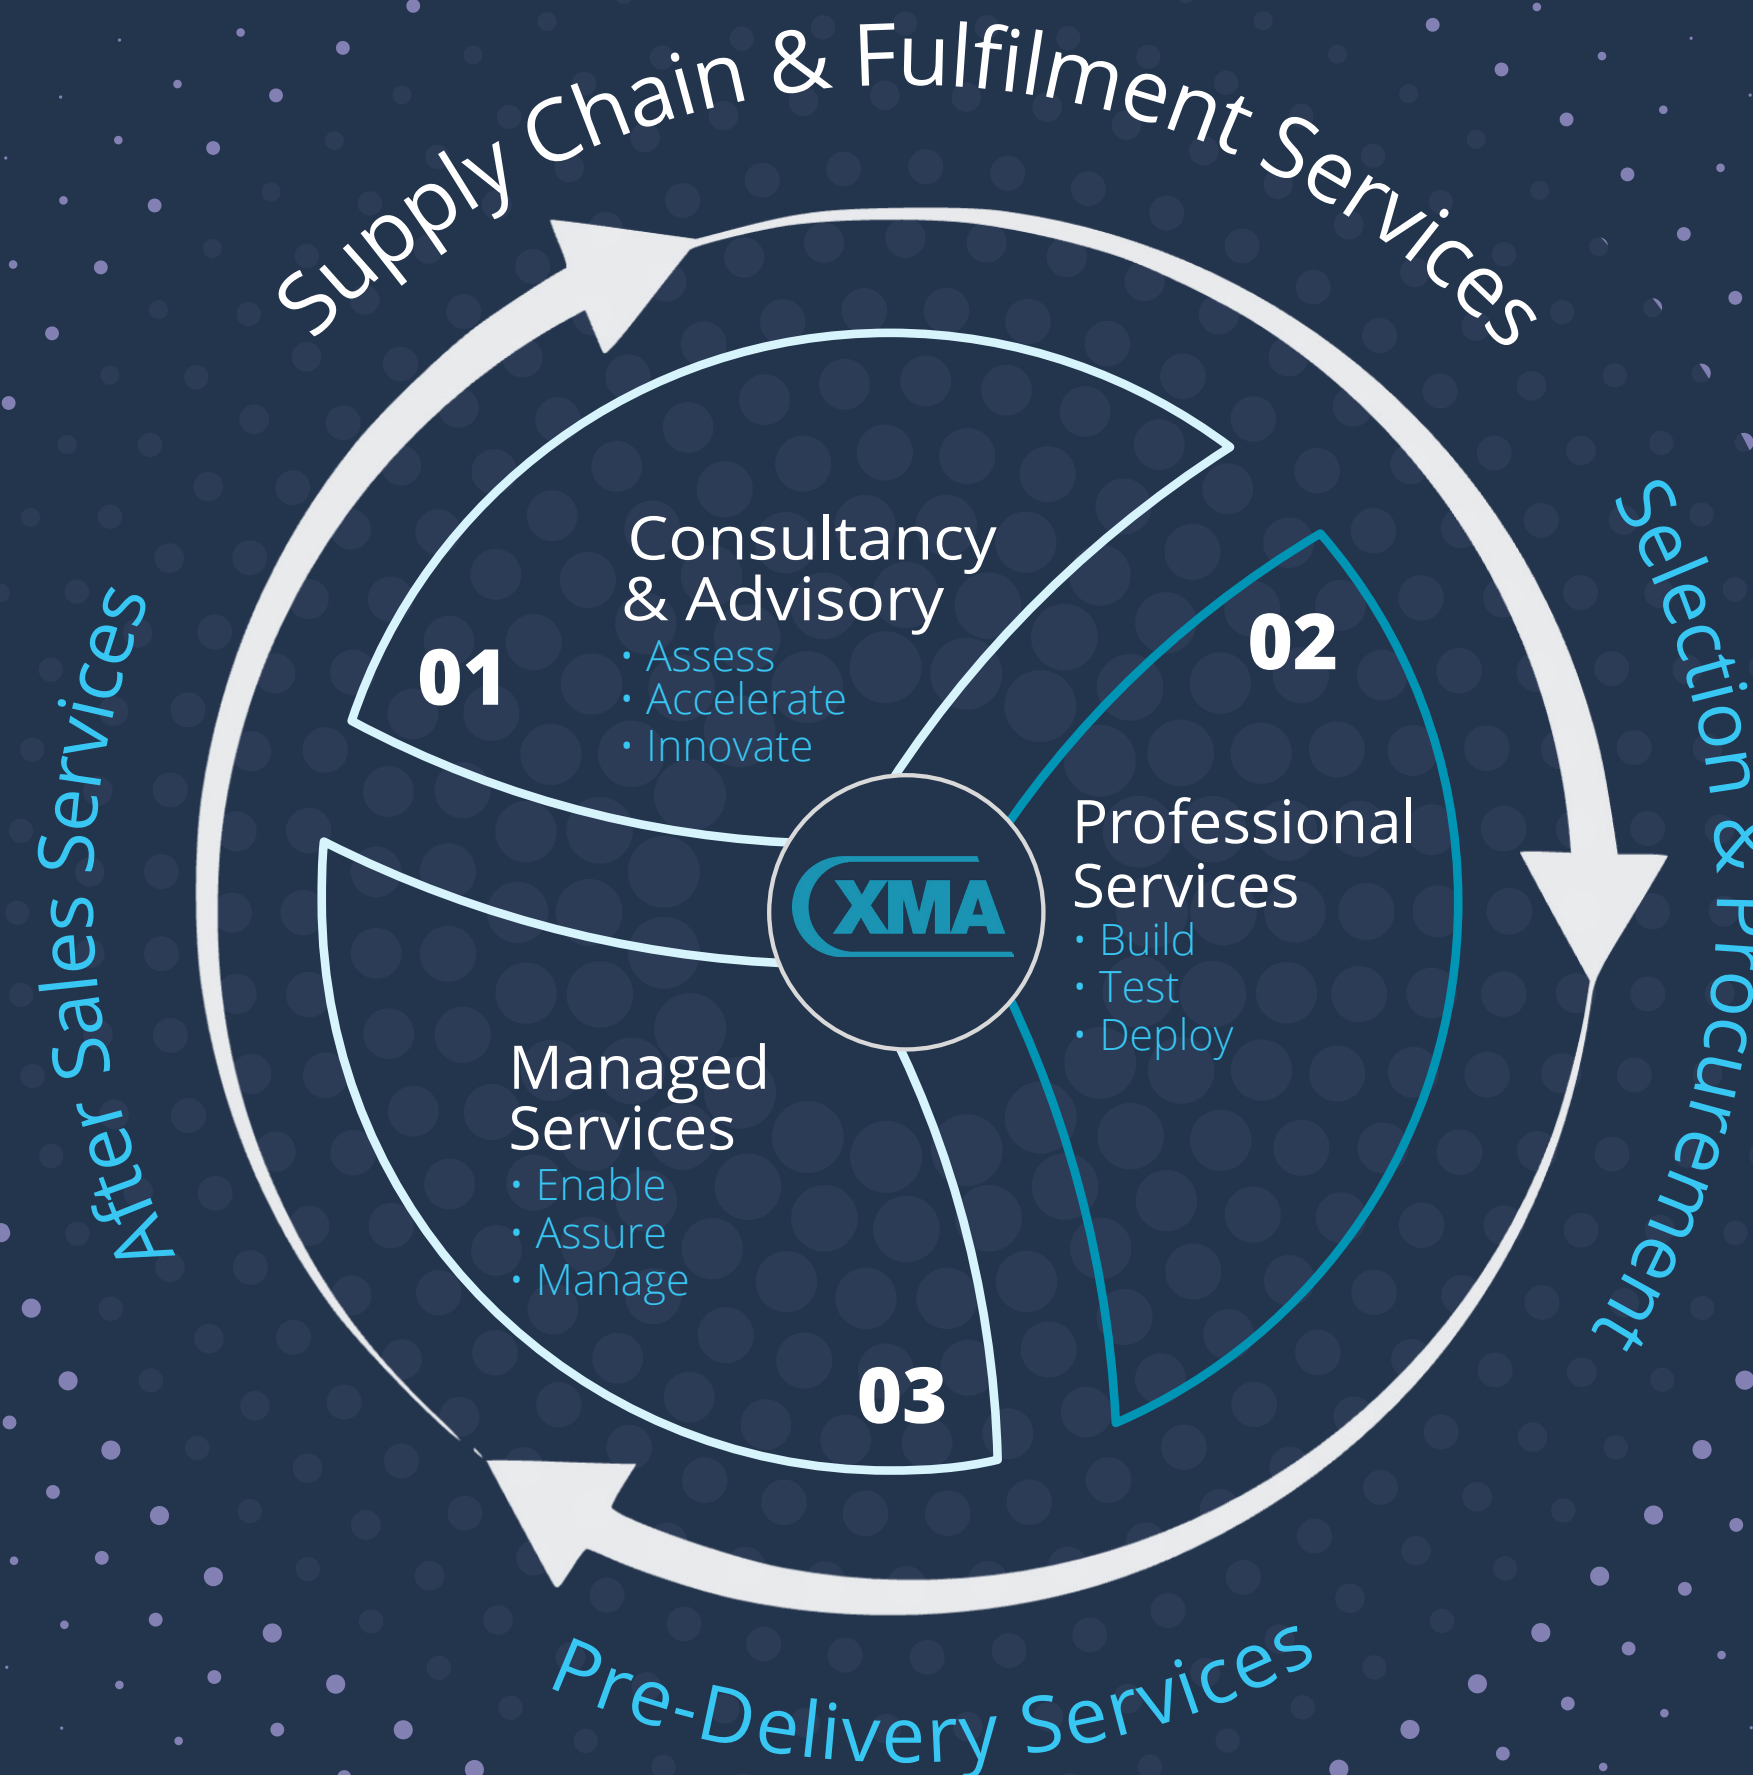 Supply Chain & Fulfilment Services
Selection & Procurement
Pre-Delivery Services
After Sales Services
01
Consultancy
& Advisory
• Assess
• Accelerate
• Innovate
02
Professional
Services
• Build
• Test
• Deploy
XMA
Managed
Services
• Enable
• Assure
• Manage
03